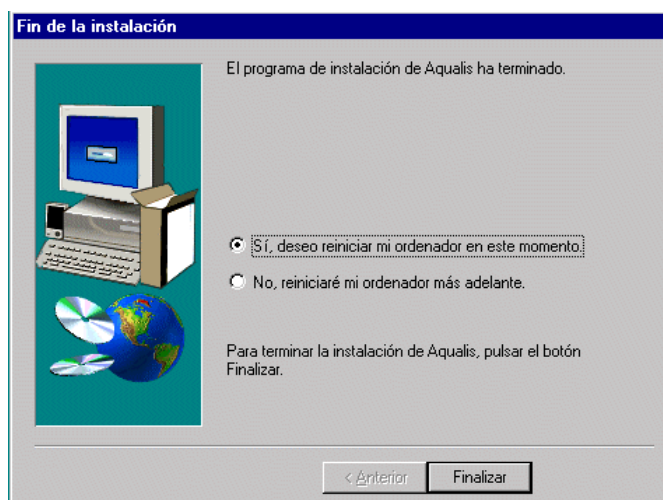 Fin de la instalación
El programa de instalación de Aqualis ha terminado.
Sí, deseo reiniciar mi ordenador en este momento.
No, reiniciaré mi ordenador más adelante.
Para terminar la instalación de Aqualis, pulsar el botón
Finalizar.
< Anterior
Finalizar